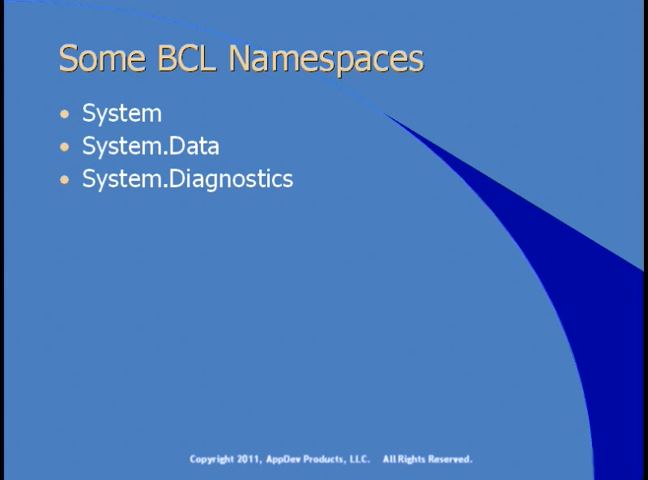 Some BCL Namespaces
• System
• System.Data
• System.Diagnostics
Copyright 2011, AppDev Products, LLC. All Rights Reserved.